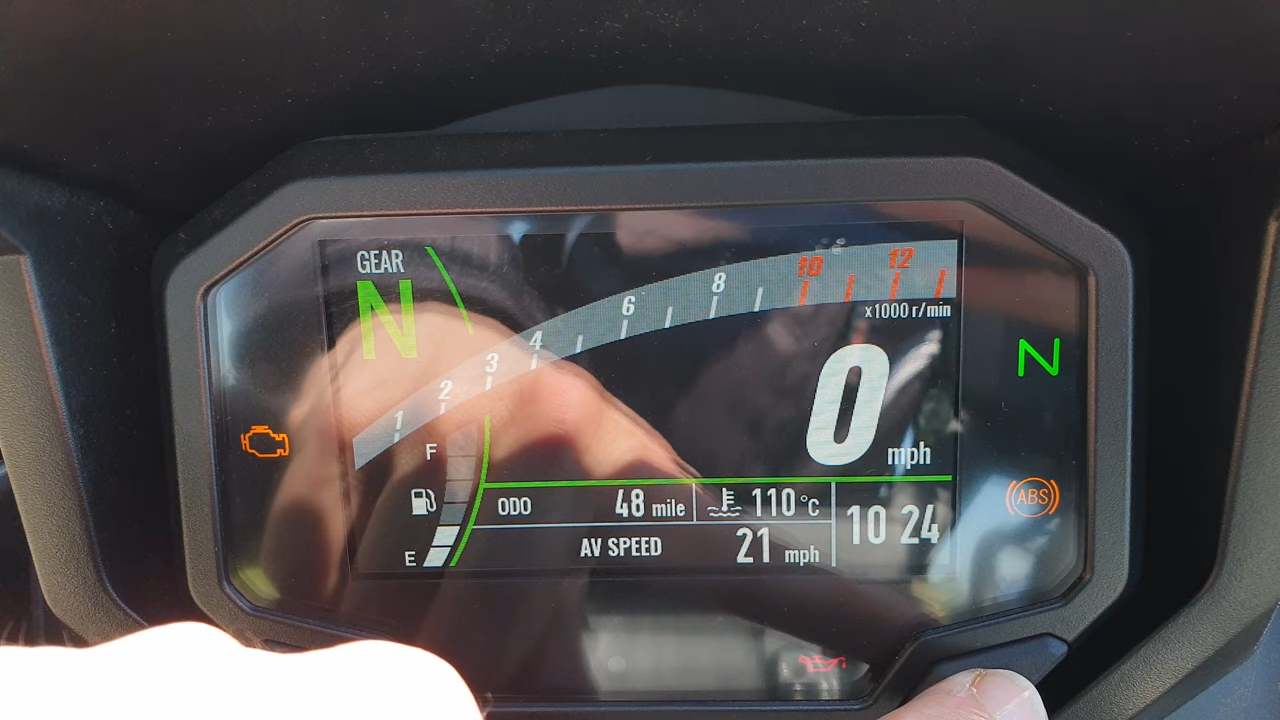 GEAR
N
1 2 3 4 6 8 10 12
x1000 r/min
0 mph
N
F
E
ODO 48 mile 110 °C
AV SPEED 21 mph
10 24
ABS